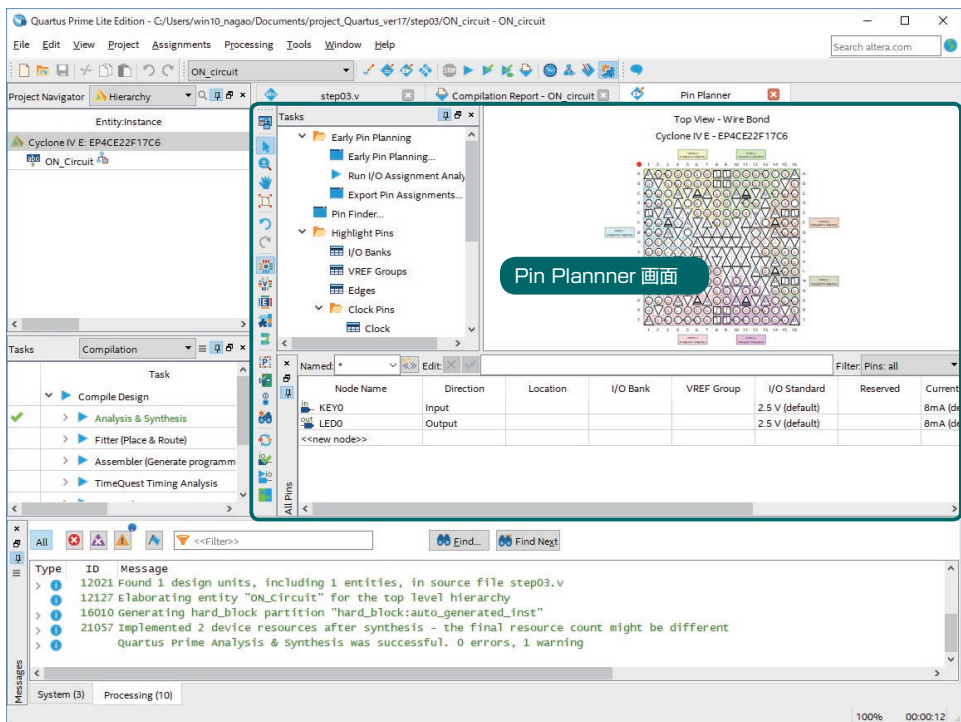 Quartus Prime Lite Edition - C:/Users/win10_nagao/Documents/project_Quartus_ver17/step03/ON_circuit - ON_circuit
File Edit View Project Assignments Processing Tools Window Help
Search altera.com
ON_circuit
Project Navigator Hierarchy
step03.v
Compilation Report - ON_circuit
Pin Planner
Entity:Instance
Cyclone IV E: EP4CE22F17C6
ON_Circuit
Tasks
Early Pin Planning
Early Pin Planning...
Run I/O Assignment Analy
Export Pin Assignments...
Pin Finder...
Highlight Pins
I/O Banks
VREF Groups
Edges
Clock Pins
Clock
Top View - Wire Bond
Cyclone IV E - EP4CE22F17C6
Pin Plannner 画面
Tasks Compilation
Task
Compile Design
Analysis & Synthesis
Fitter (Place & Route)
Assembler (Generate programm
TimeQuest Timing Analysis
Named: * Edit: Filter: Pins: all
Node Name Direction Location I/O Bank VREF Group I/O Standard Reserved Current
in KEY0 Input 2.5 V (default) 8mA (de
out LED0 Output 2.5 V (default) 8mA (de
<<new node>>
All Pins
All <<Filter>> Find... Find Next
Type ID Message
12021 Found 1 design units, including 1 entities, in source file step03.v
12127 Elaborating entity "ON_Circuit" for the top level hierarchy
16010 Generating hard_block partition "hard_block:auto_generated_inst"
21057 Implemented 2 device resources after synthesis - the final resource count might be different
Quartus Prime Analysis & Synthesis was successful. 0 errors, 1 warning
Messages
System (3) Processing (10)
100% 00:00:12